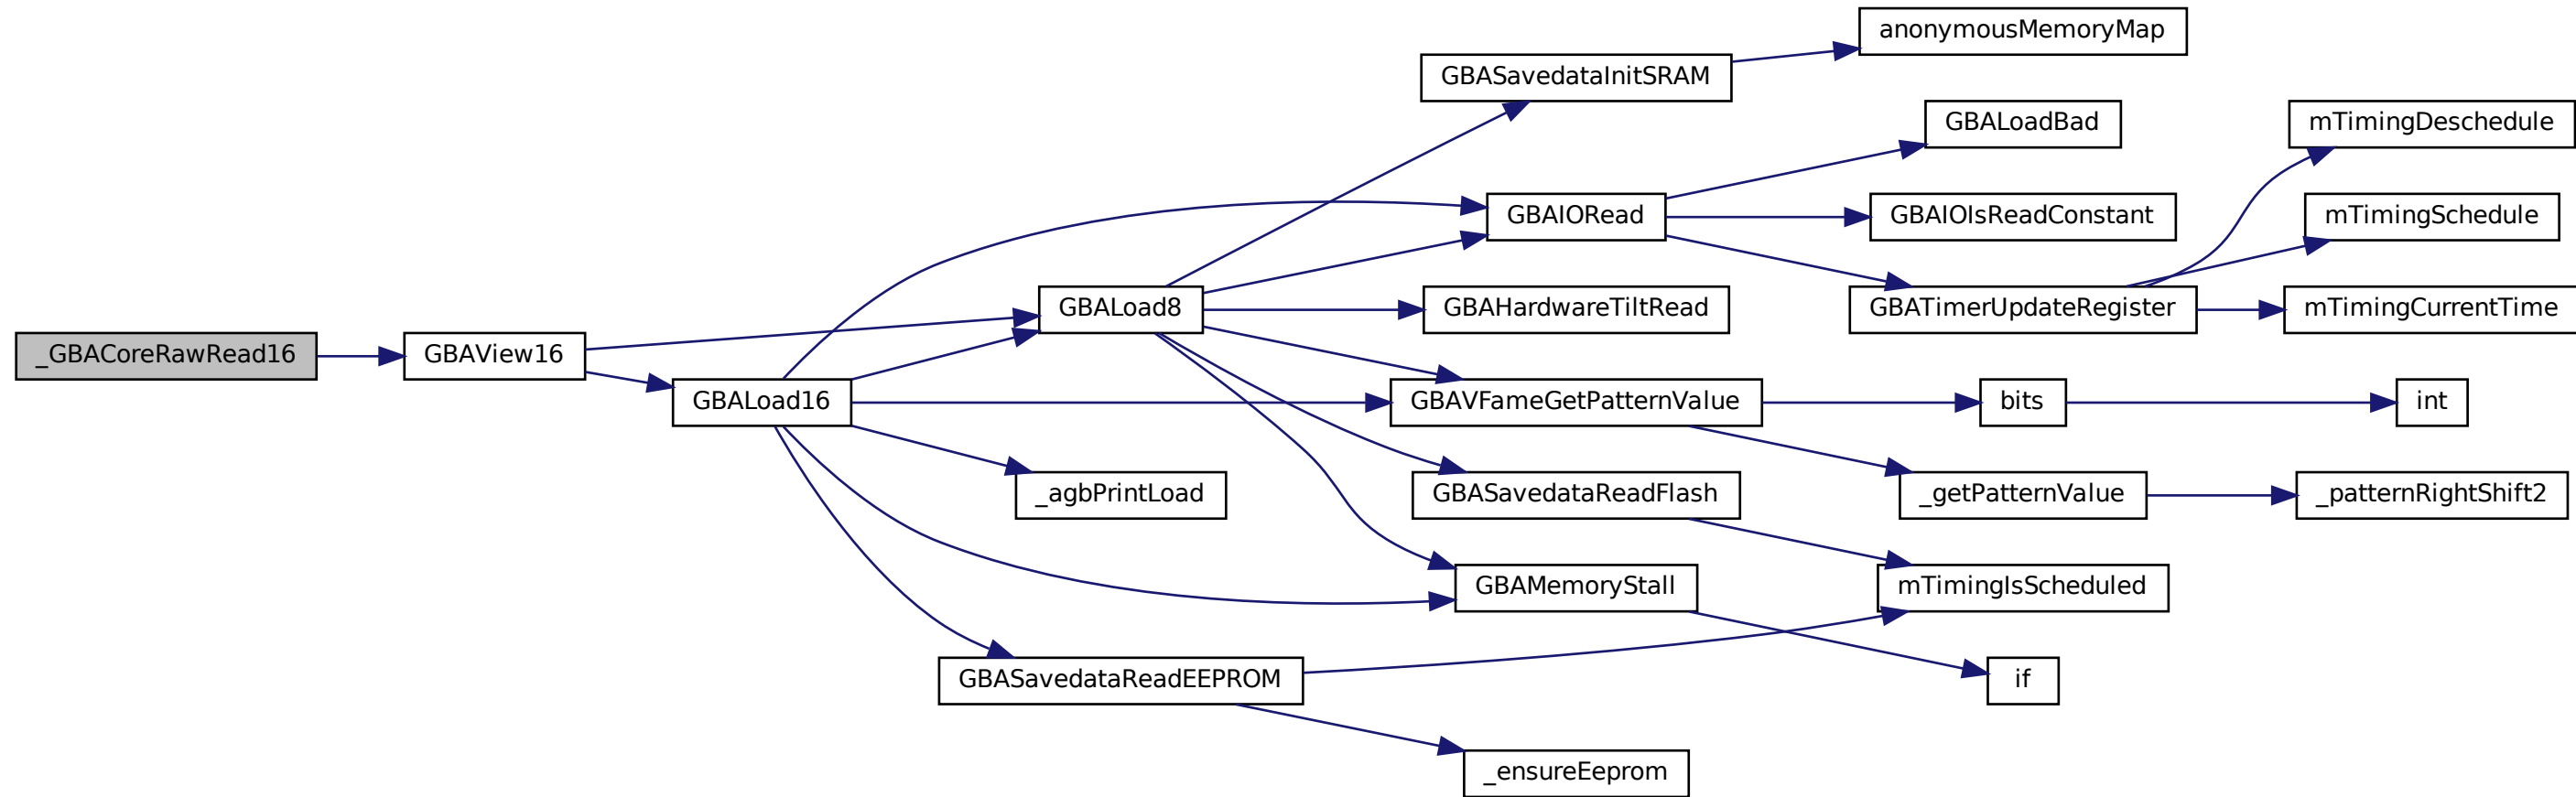 _GBACoreRawRead16
GBAView16
GBALoad16
GBALoad8
_agbPrintLoad
GBASavedataReadEEPROM
GBASavedataInitSRAM
GBAIORead
GBAHardwareTiltRead
GBAVFameGetPatternValue
GBASavedataReadFlash
GBAMemoryStall
_ensureEeprom
anonymousMemoryMap
GBALoadBad
GBAIOIsReadConstant
GBATimerUpdateRegister
bits
_getPatternValue
mTimingIsScheduled
if
mTimingDeschedule
mTimingSchedule
mTimingCurrentTime
int
_patternRightShift2